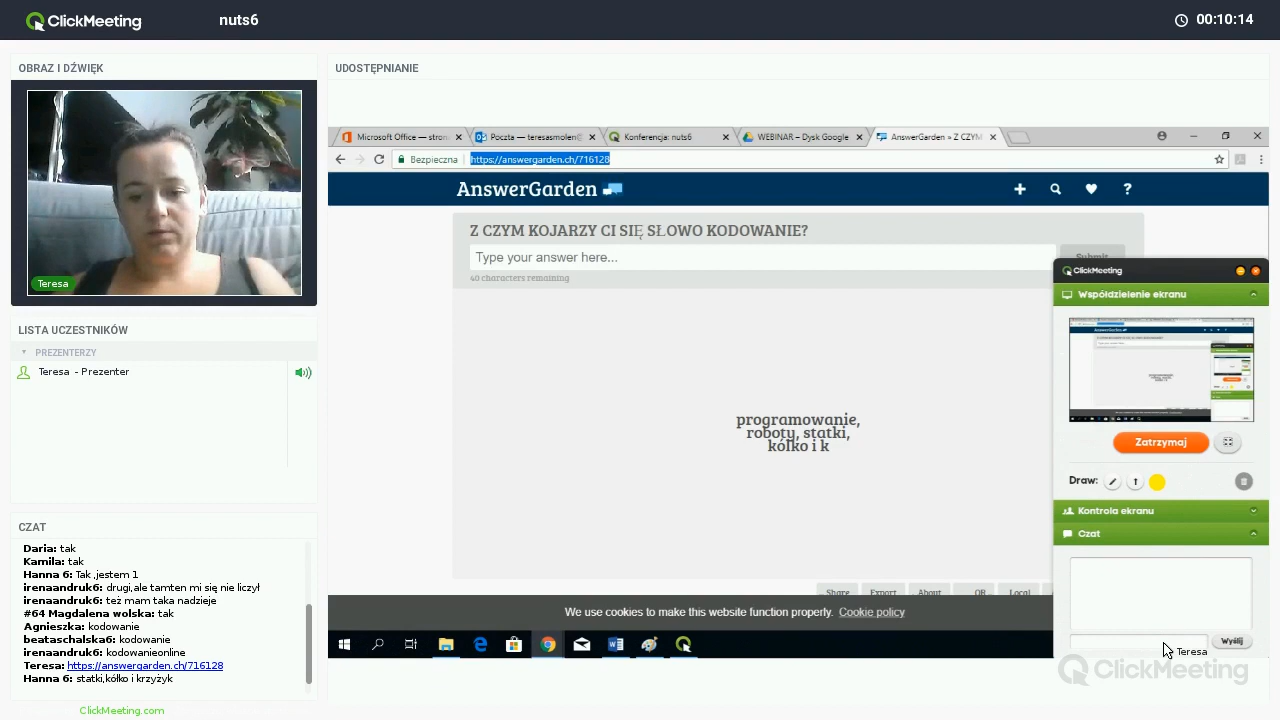 ClickMeeting
nuts6
00:10:14
OBRAZ I DŹWIĘK
Teresa
LISTA UCZESTNIKÓW
PREZENTERZY
Teresa - Prezenter
CZAT
Daria: tak
Kamila: tak
Hanna 6: Tak ,jestem 1
irenaandruk6: drugi,ale tamten mi się nie liczył
irenaandruk6: też mam taka nadzieje
#64 Magdalena wolska: tak
Agnieszka: kodowanie
beataschalska6: kodowanie
irenaandruk6: kodowanieonline
Teresa: https://answergarden.ch/716128
Hanna 6: statki,kółko i krzyżyk
ClickMeeting.com
UDOSTĘPNIANIE
Microsoft Office — stron
Poczta — teresasmolen@
Konferencja: nuts6
WEBINAR – Dysk Google
AnswerGarden » Z CZYM
Bezpieczna
https://answergarden.ch/716128
AnswerGarden
Z CZYM KOJARZY CI SIĘ SŁOWO KODOWANIE?
Type your answer here...
Submit
40 characters remaining
programowanie,
roboty, statki,
kółko i k
Share
Export
About
QR
Local
We use cookies to make this website function properly. Cookie policy
ClickMeeting
Współdzielenie ekranu
Zatrzymaj
Draw:
Kontrola ekranu
Czat
Wyślij
Teresa
ClickMeeting